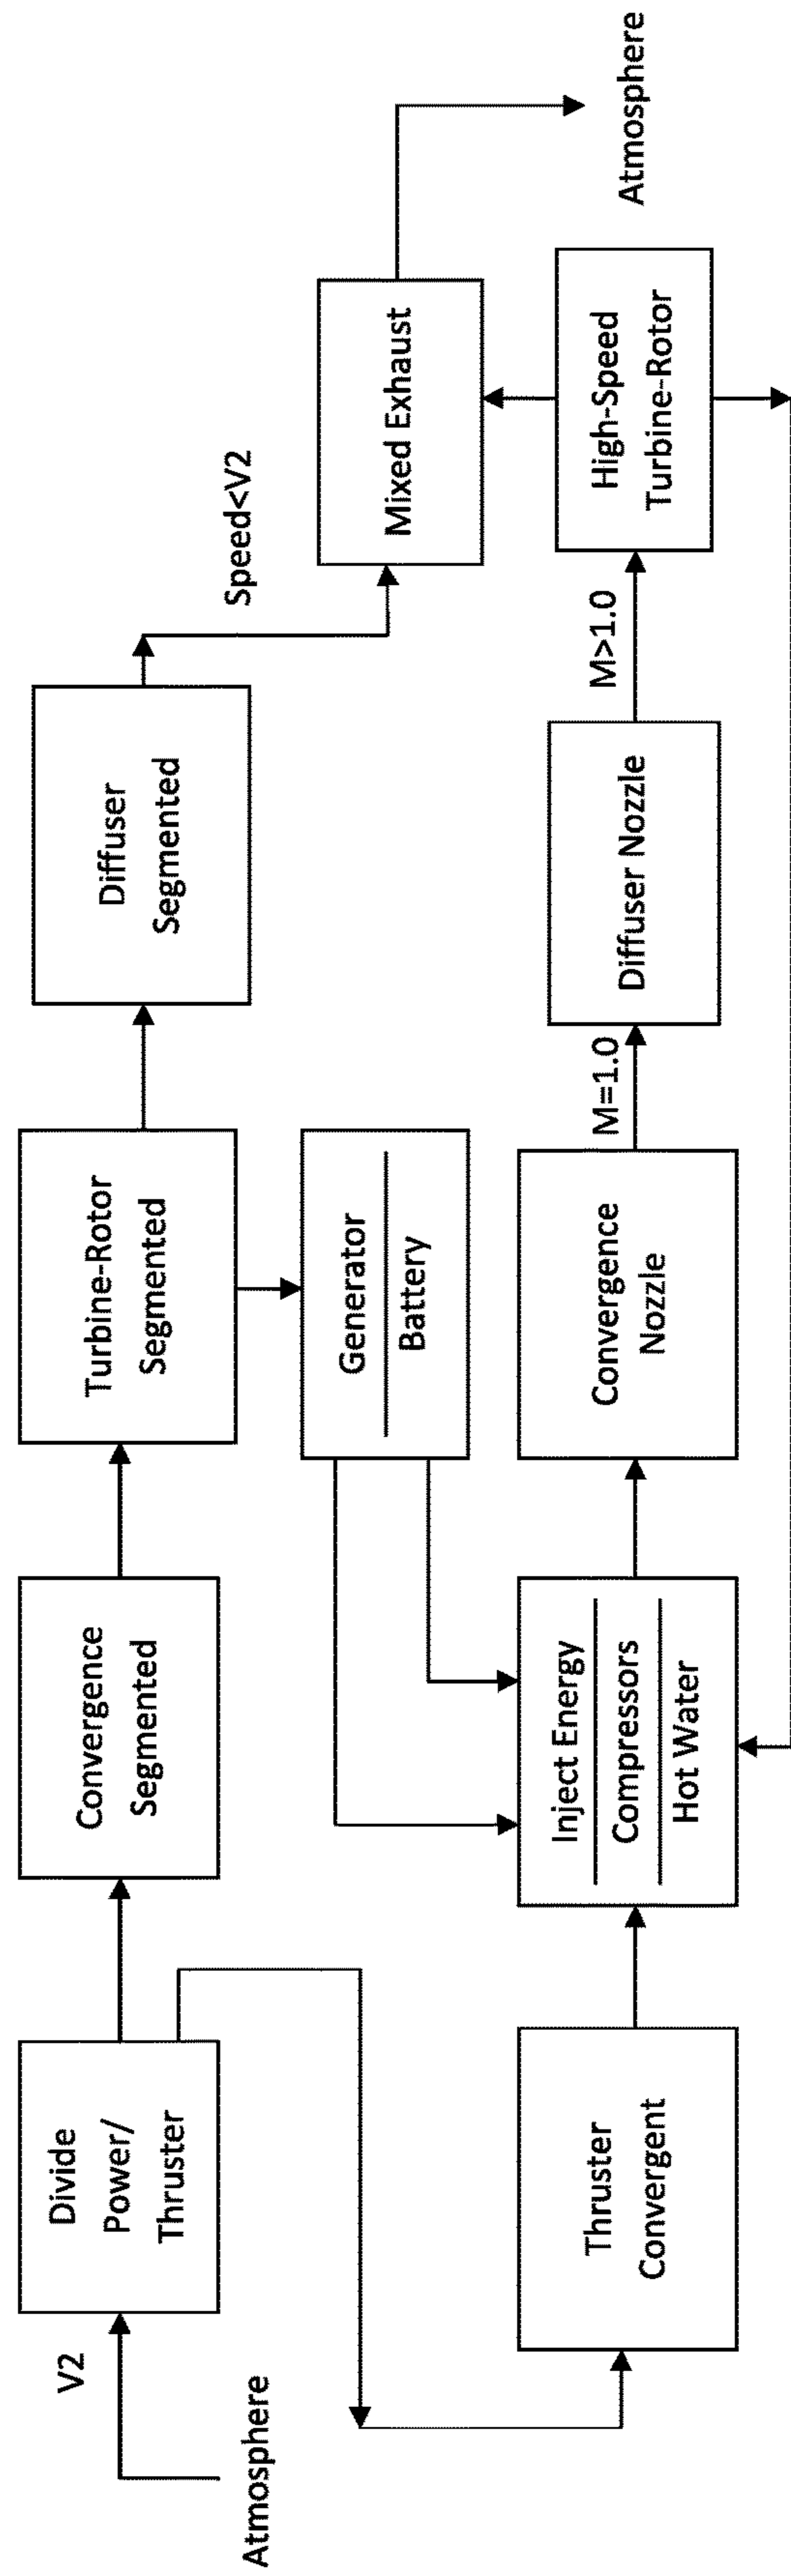 Atmosphere
V2
Divide
Power/
Thruster
Convergence
Segmented
Turbine-Rotor
Segmented
Diffuser
Segmented
Speed<V2
Generator
Battery
Mixed Exhaust
Atmosphere
Thruster
Convergent
Inject Energy
Compressors
Hot Water
Convergence
Nozzle
M=1.0
Diffuser Nozzle
M>1.0
High-Speed
Turbine-Rotor